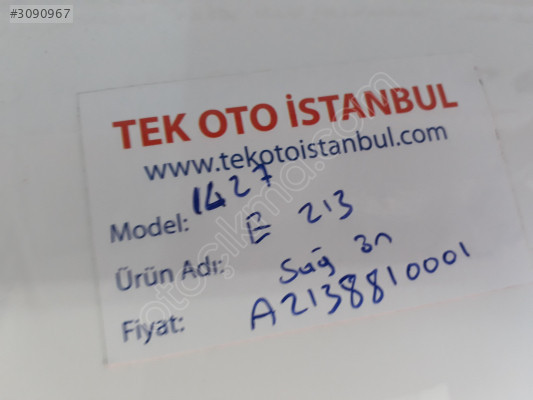 #3090967
TEK OTO İSTANBUL
www.tekotoistanbul.com
1427
Model: E 213
Ürün Adı: Sağ ön
Fiyat: A2138810001